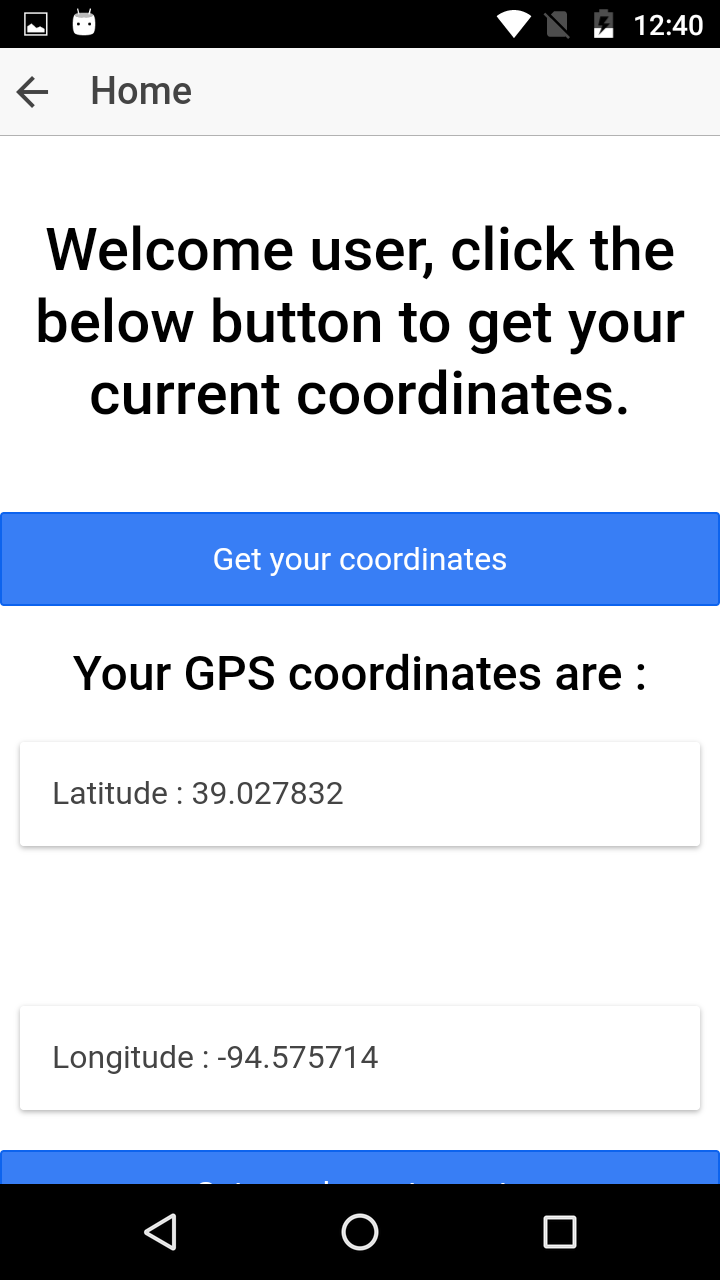 12:40
Home
Welcome user, click the
below button to get your
current coordinates.
Get your coordinates
Your GPS coordinates are :
Latitude : 39.027832
Longitude : -94.575714